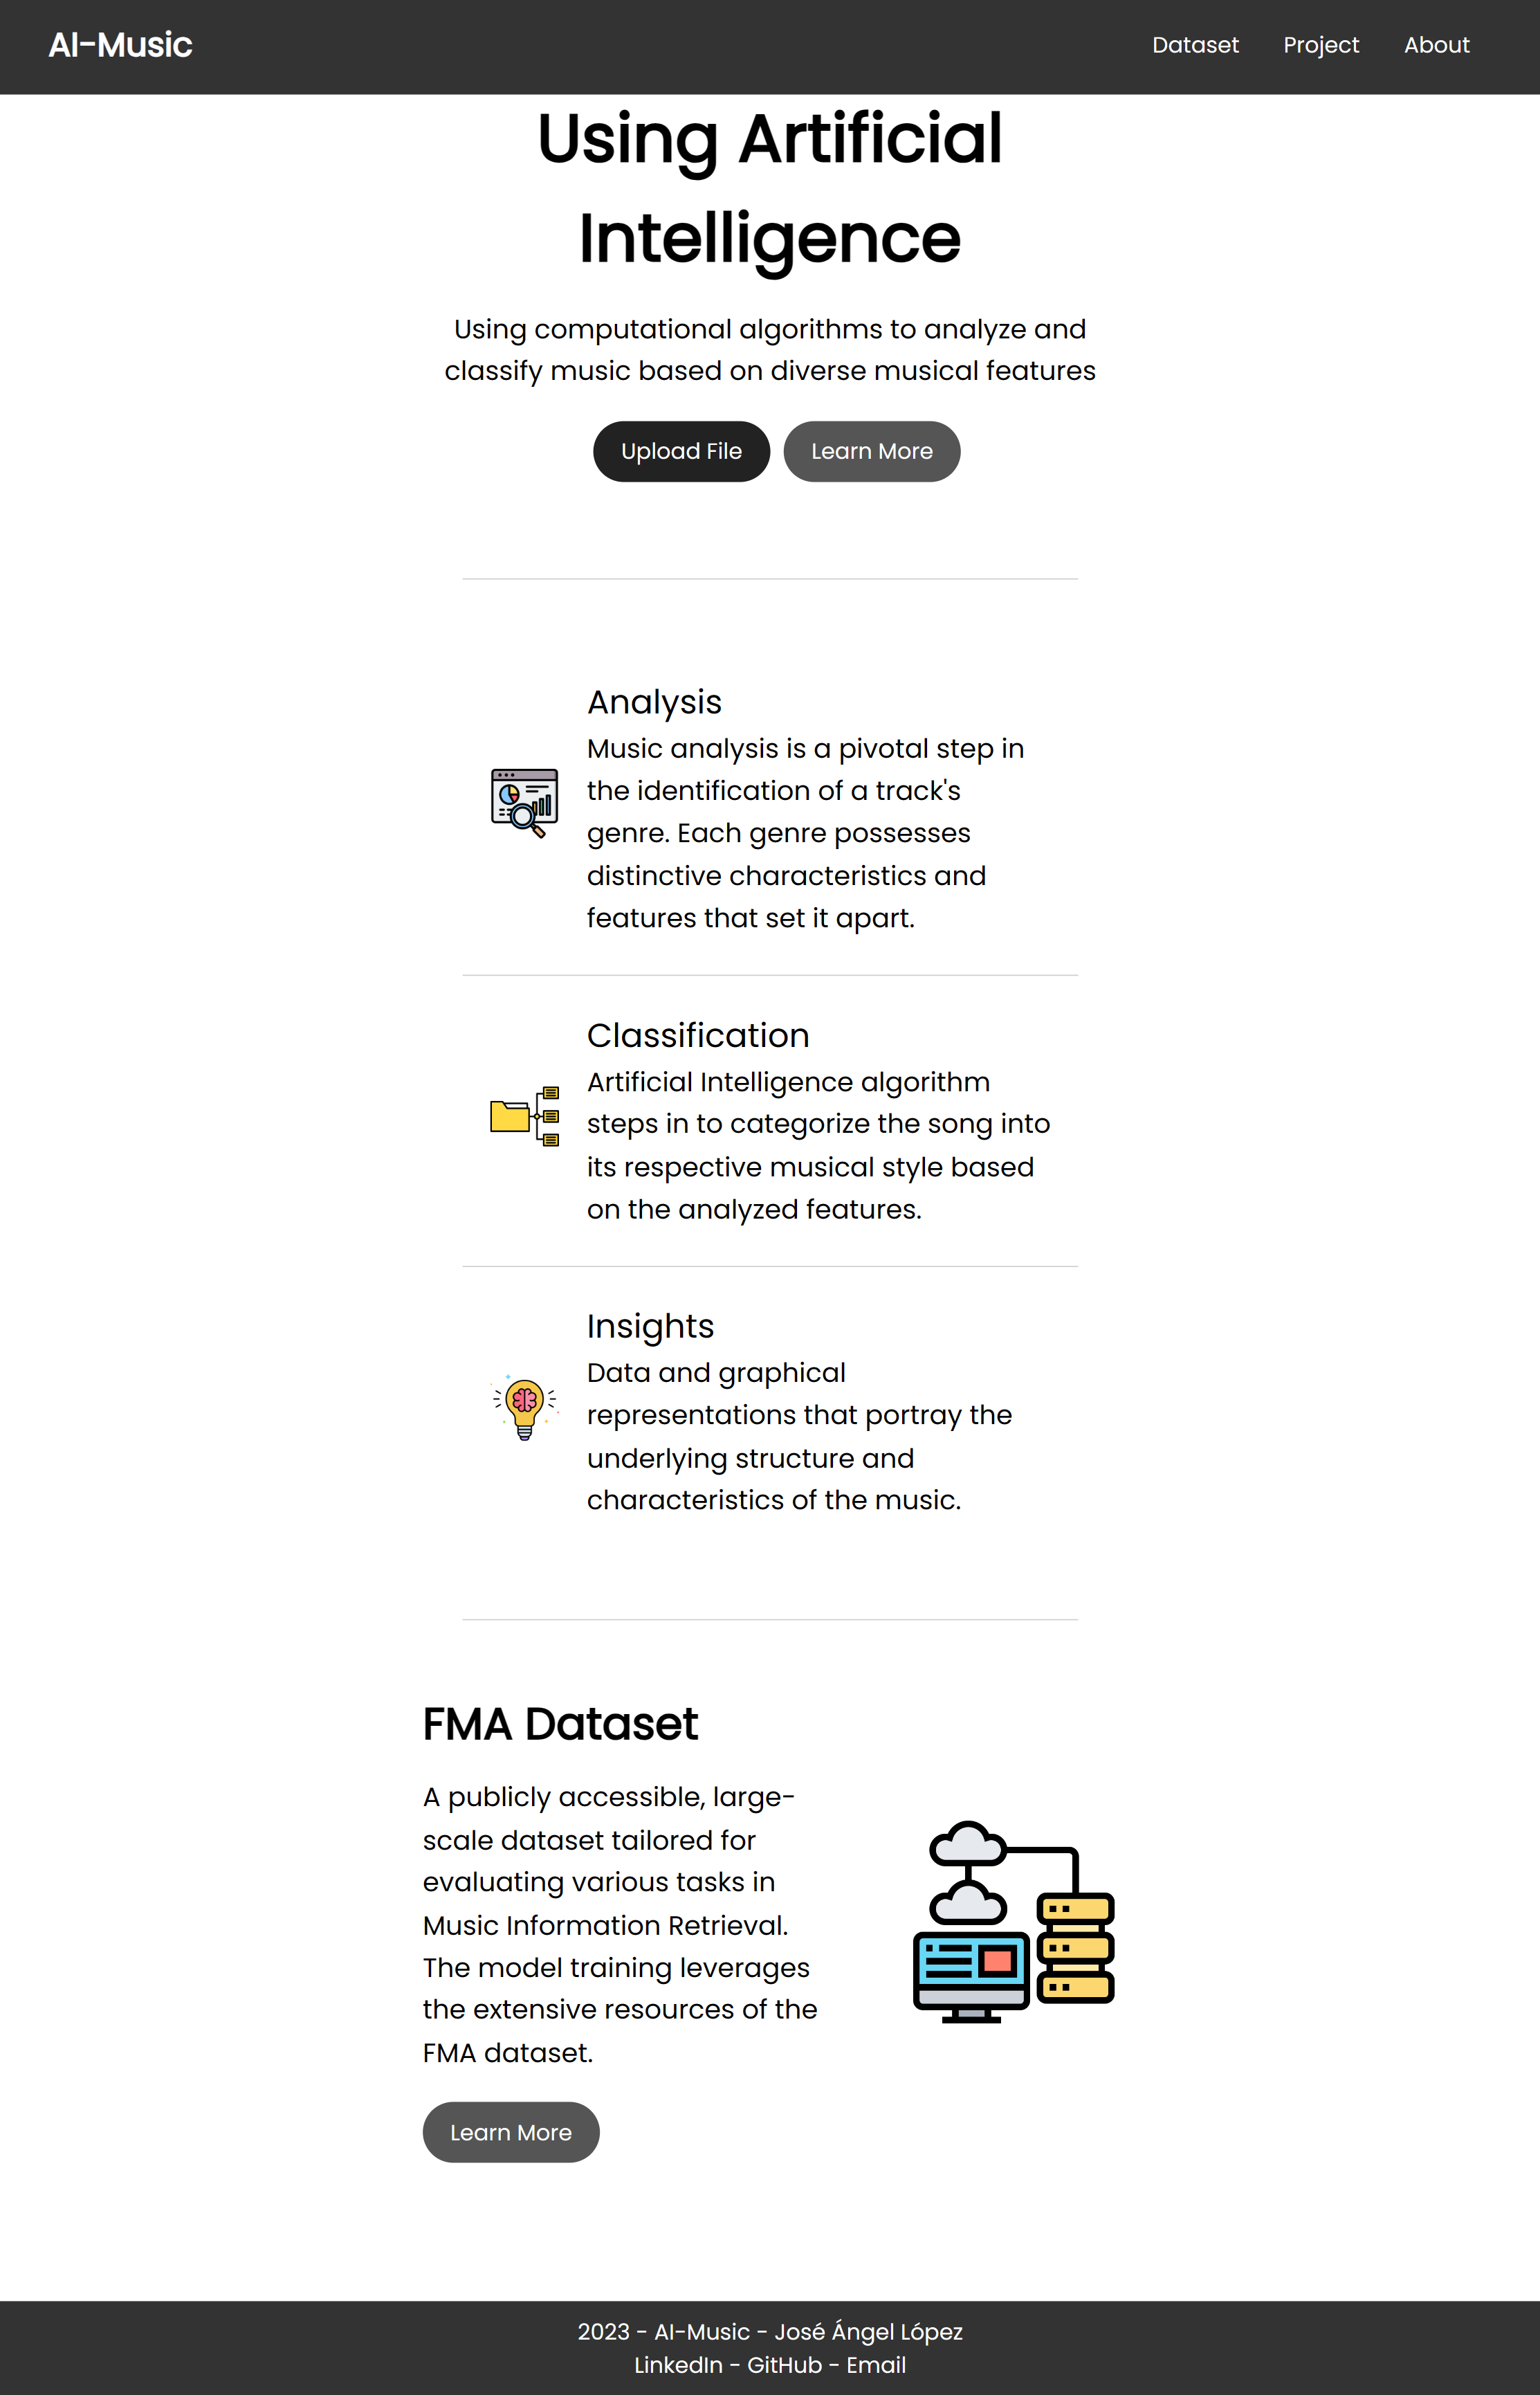 AI-Music
Dataset Project About
Using Artificial
Intelligence
Using computational algorithms to analyze and
classify music based on diverse musical features
Upload File Learn More
Analysis
Music analysis is a pivotal step in
the identification of a track's
genre. Each genre possesses
distinctive characteristics and
features that set it apart.
Classification
Artificial Intelligence algorithm
steps in to categorize the song into
its respective musical style based
on the analyzed features.
Insights
Data and graphical
representations that portray the
underlying structure and
characteristics of the music.
FMA Dataset
A publicly accessible, large-
scale dataset tailored for
evaluating various tasks in
Music Information Retrieval.
The model training leverages
the extensive resources of the
FMA dataset.
Learn More
2023 - AI-Music - José Ángel López
LinkedIn - GitHub - Email